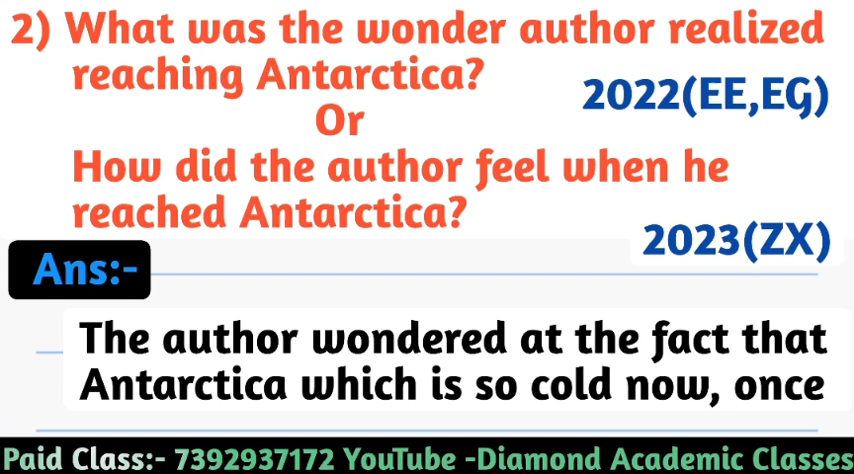 2) What was the wonder author realized
reaching Antarctica?
2022(EE,EG)
Or
How did the author feel when he
reached Antarctica?
2023(ZX)
Ans:-
The author wondered at the fact that
Antarctica which is so cold now, once
Paid Class:- 7392937172 YouTube -Diamond Academic Classes